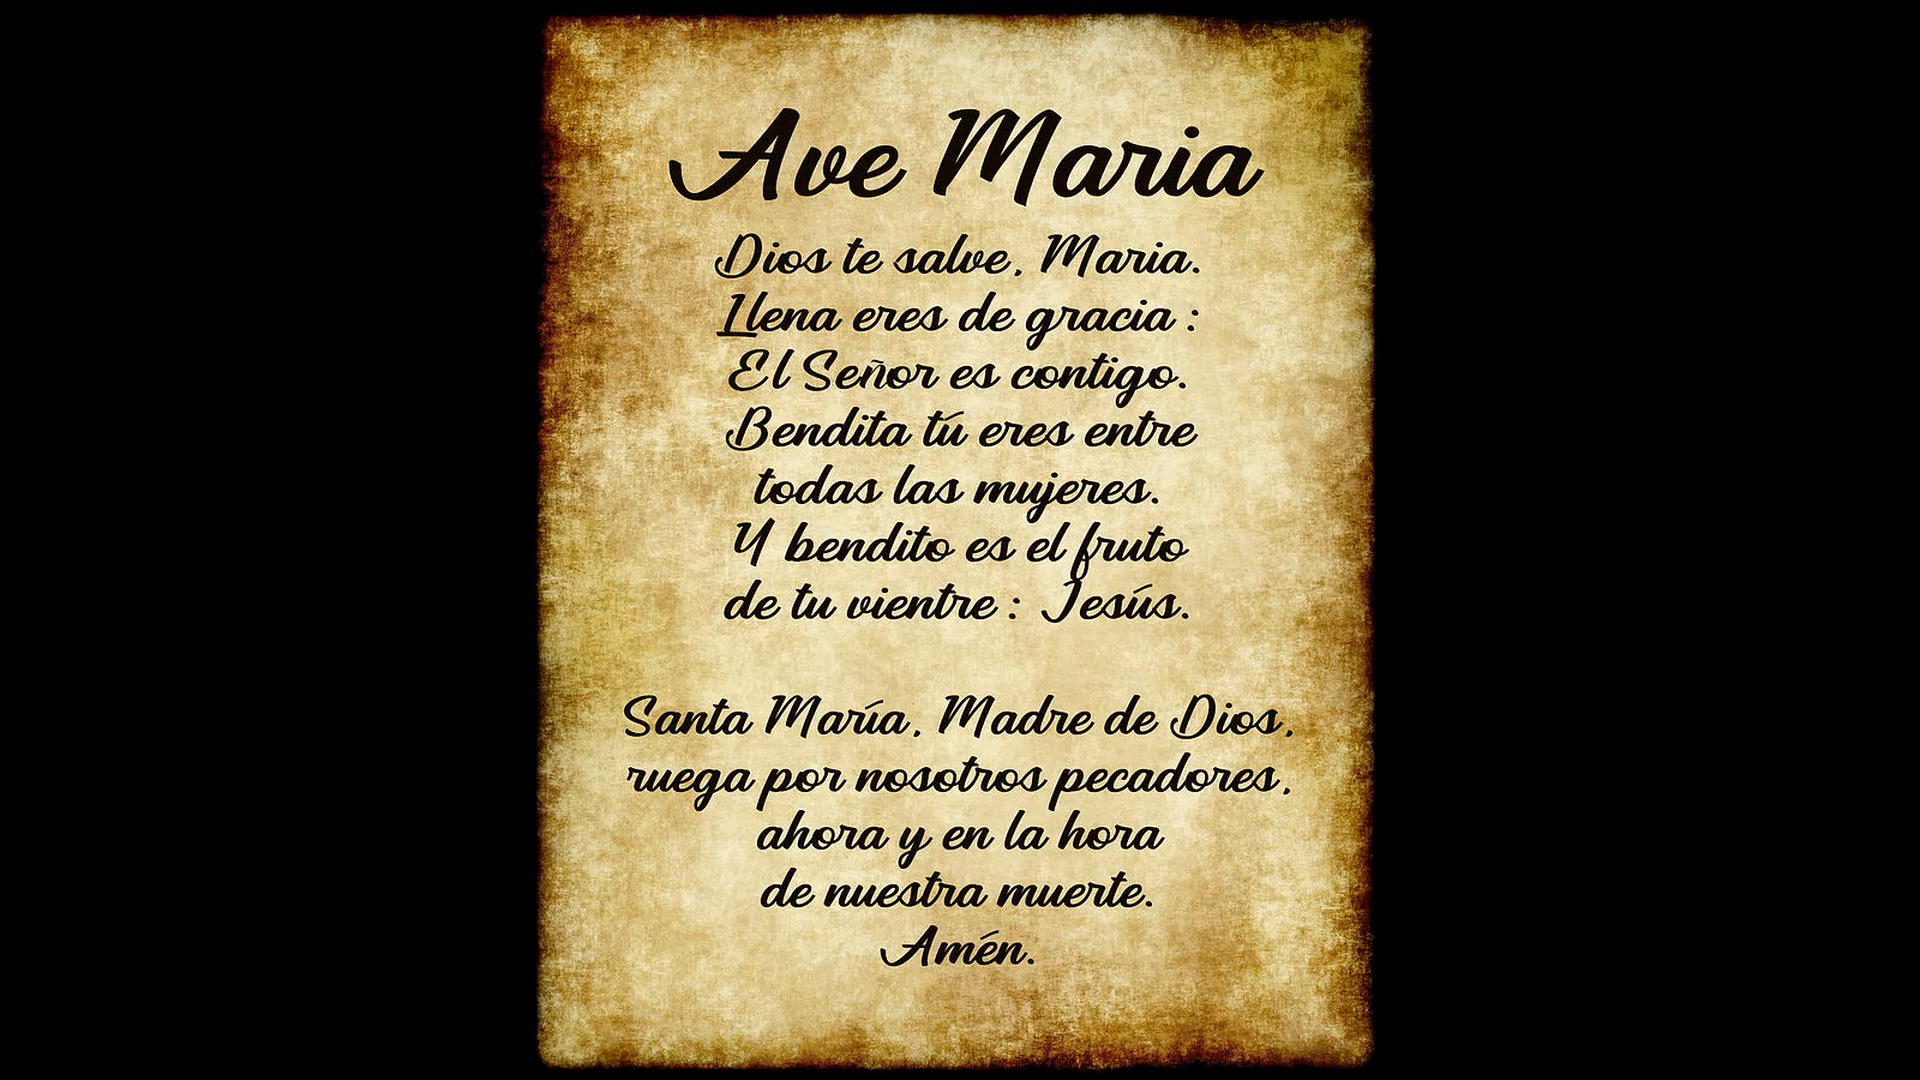 Ave Maria
Dios te salve, Maria.
Llena eres de gracia :
El Señor es contigo.
Bendita tú eres entre
todas las mujeres.
Y bendito es el fruto
de tu vientre : Jesús.
Santa María, Madre de Dios,
ruega por nosotros pecadores,
ahora y en la hora
de nuestra muerte.
Amén.